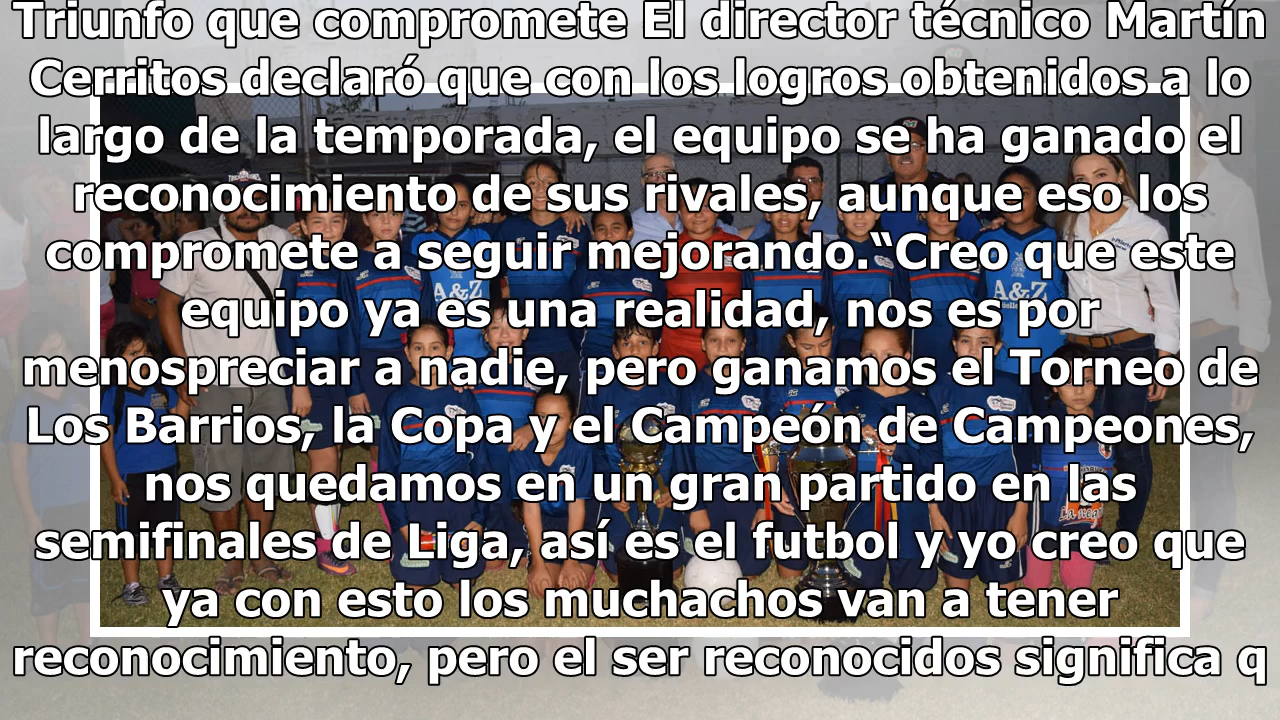 Triunfo que compromete El director técnico Martín
Cerritos declaró que con los logros obtenidos a lo
largo de la temporada, el equipo se ha ganado el
reconocimiento de sus rivales, aunque eso los
compromete a seguir mejorando.“Creo que este
equipo ya es una realidad, nos es por
menospreciar a nadie, pero ganamos el Torneo de
Los Barrios, la Copa y el Campeón de Campeones,
nos quedamos en un gran partido en las
semifinales de Liga, así es el futbol y yo creo que
ya con esto los muchachos van a tener
reconocimiento, pero el ser reconocidos significa q
A&Z
A&Z